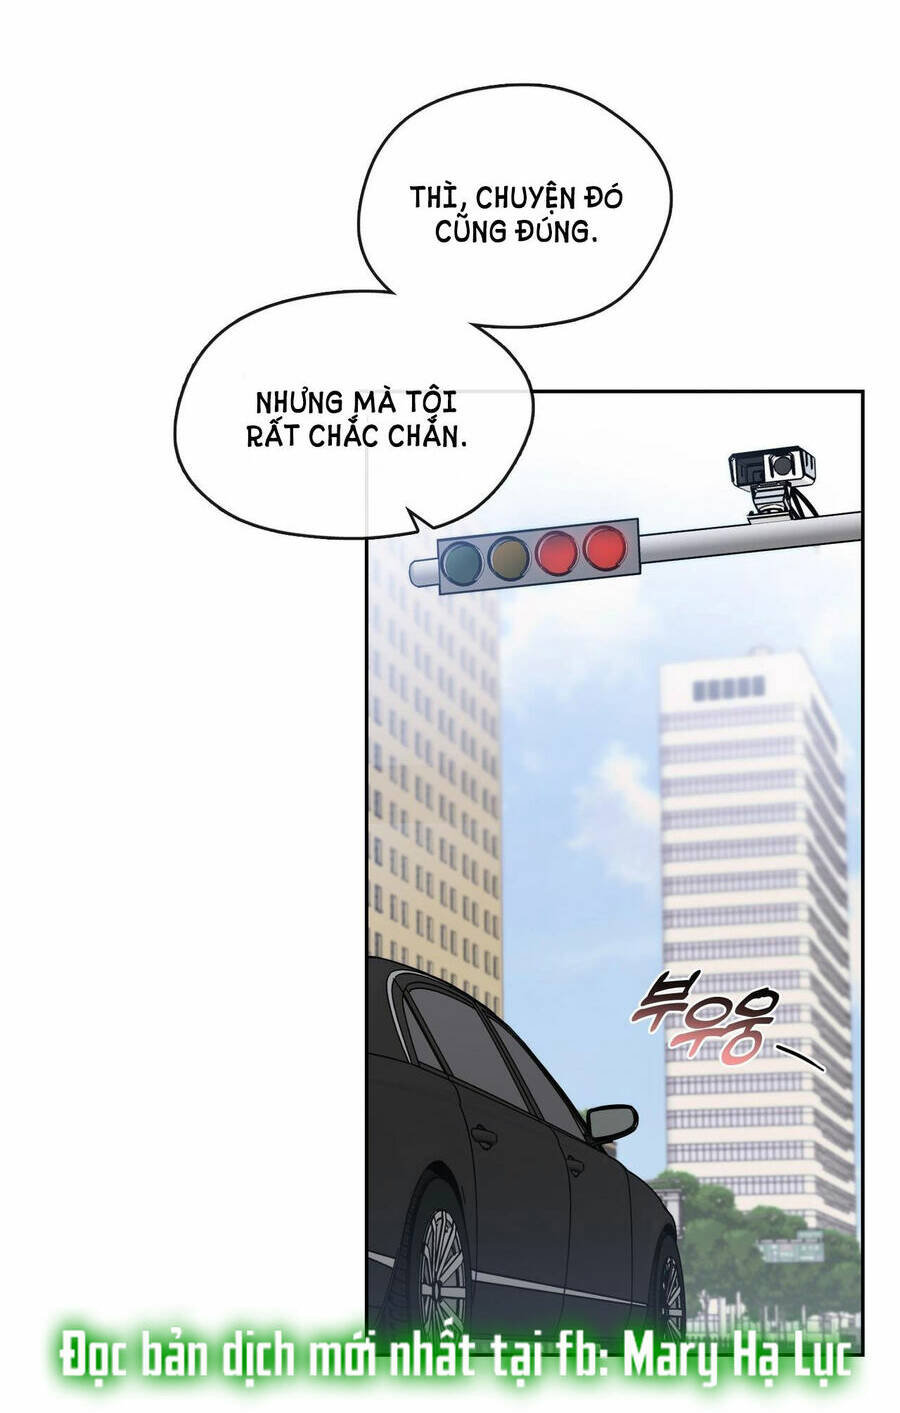 THÌ, CHUYỆN ĐÓ
CŨNG ĐÚNG.
NHƯNG MÀ TÔI
RẤT CHẮC CHẮN.
부우웅
Đọc bản dịch mới nhất tại fb: Mary Hạ Lục